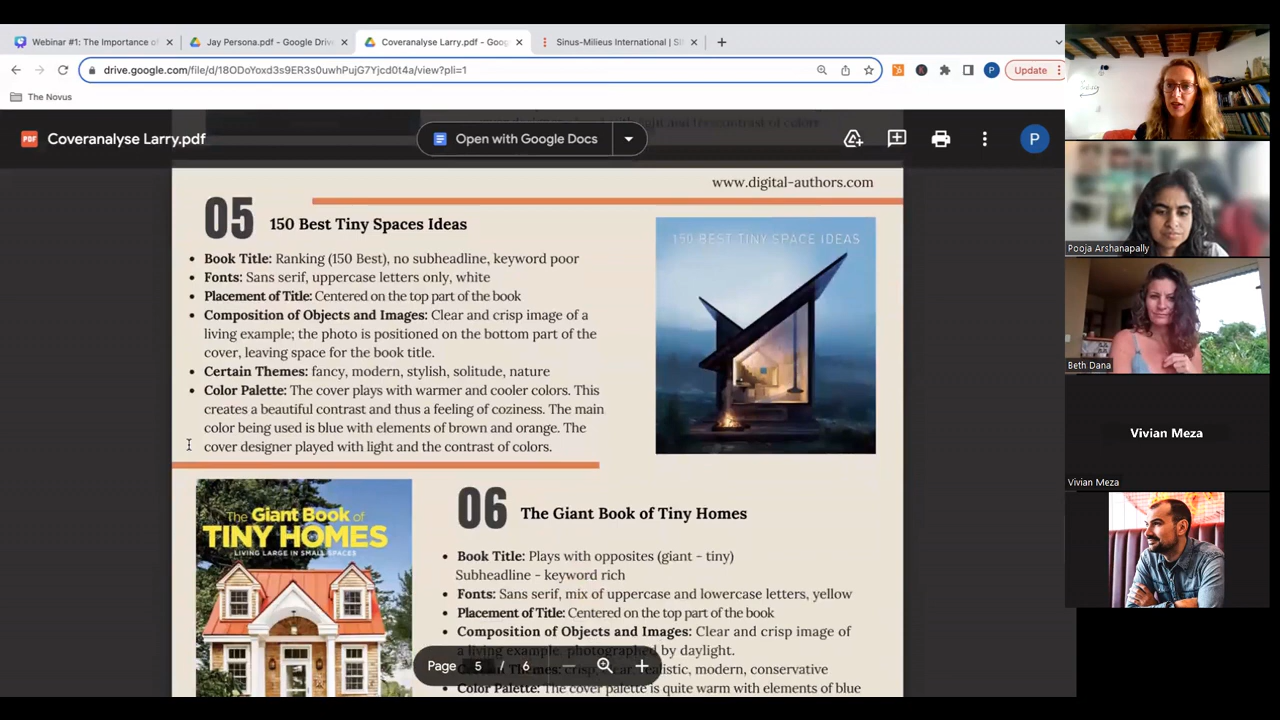 Webinar #1: The Importance of
Jay Persona.pdf - Google Driv
Coveranalyse Larry.pdf - Goog
Sinus-Milieus International | SI
drive.google.com/file/d/18ODoYoxd3s9ER3s0uwhPujG7Yjcd0t4a/view?pli=1
P
Update
The Novus
PDF
Coveranalyse Larry.pdf
Open with Google Docs
P
www.digital-authors.com
05
150 Best Tiny Spaces Ideas
• Book Title: Ranking (150 Best), no subheadline, keyword poor
• Fonts: Sans serif, uppercase letters only, white
• Placement of Title: Centered on the top part of the book
• Composition of Objects and Images: Clear and crisp image of a
living example; the photo is positioned on the bottom part of the
cover, leaving space for the book title.
• Certain Themes: fancy, modern, stylish, solitude, nature
• Color Palette: The cover plays with warmer and cooler colors. This
creates a beautiful contrast and thus a feeling of coziness. The main
color being used is blue with elements of brown and orange. The
cover designer played with light and the contrast of colors.
150 BEST TINY SPACE IDEAS
The Giant Book of
TINY HOMES
LIVING LARGE IN SMALL SPACES
06
The Giant Book of Tiny Homes
• Book Title: Plays with opposites (giant - tiny)
Subheadline - keyword rich
• Fonts: Sans serif, mix of uppercase and lowercase letters, yellow
• Placement of Title: Centered on the top part of the book
• Composition of Objects and Images: Clear and crisp image of
a living example, photographed by daylight.
realistic, modern, conservative
• Color Palette: The cover palette is quite warm with elements of blue
Page 5 / 6
Pooja Arshanapally
Beth Dana
Vivian Meza
Vivian Meza